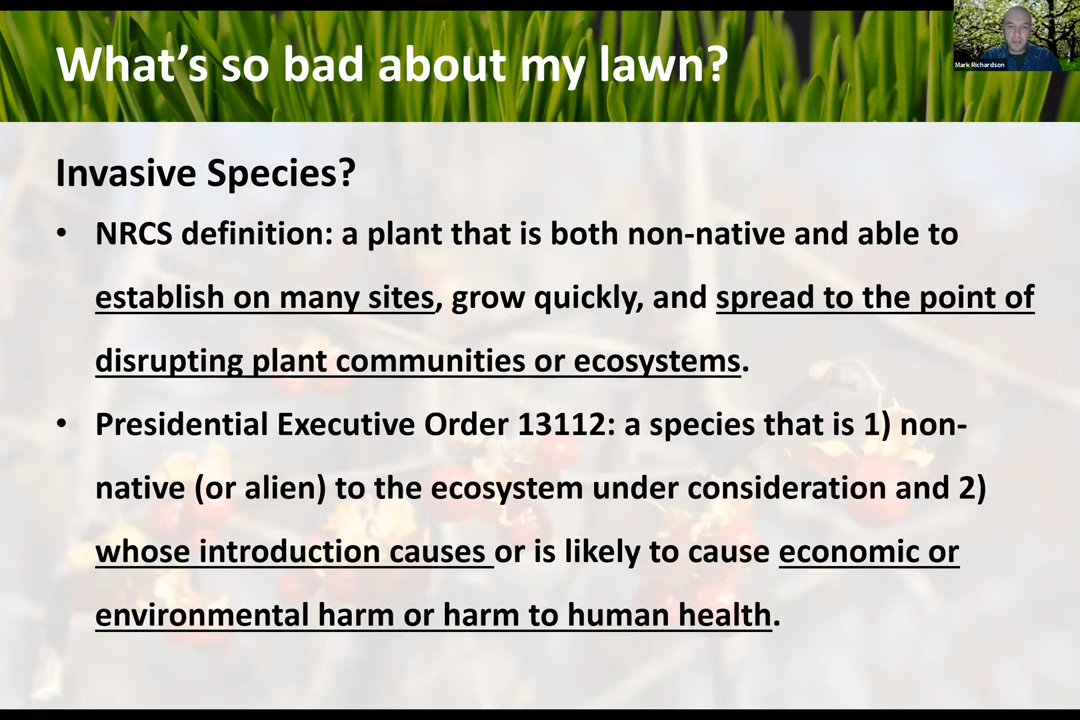 What's so bad about my lawn?
Mark Richardson
Invasive Species?
• NRCS definition: a plant that is both non-native and able to
establish on many sites, grow quickly, and spread to the point of
disrupting plant communities or ecosystems.
• Presidential Executive Order 13112: a species that is 1) non-
native (or alien) to the ecosystem under consideration and 2)
whose introduction causes or is likely to cause economic or
environmental harm or harm to human health.